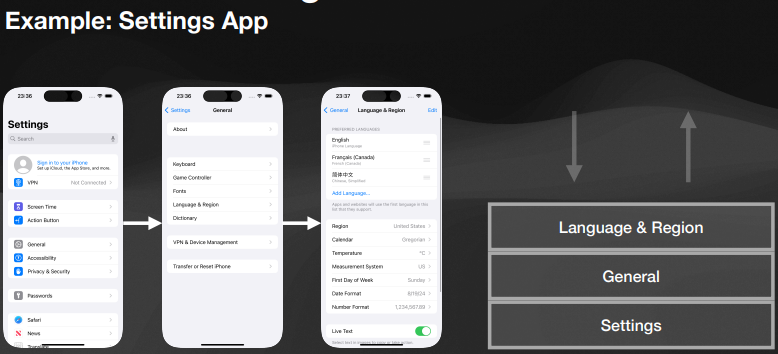 Example: Settings App
23:36
Settings
Search
Sign in to your iPhone
Set up iCloud, the App Store, and more.
VPN
Not Connected
Screen Time
Action Button
General
Accessibility
Privacy & Security
Passwords
Safari
News
Translate
23:36
Settings
General
About
Keyboard
Game Controller
Fonts
Language & Region
Dictionary
VPN & Device Management
Transfer or Reset iPhone
23:37
General
Language & Region
Edit
PREFERRED LANGUAGES
English
iPhone Language
Français (Canada)
French (Canada)
简体中文
Chinese, Simplified
Add Language...
Apps and websites will use the first language in this
list that they support.
Region
United States
Calendar
Gregorian
Temperature
°C
Measurement System
US
First Day of Week
Sunday
Date Format
8/19/24
Number Format
1,234,567.89
Live Text
Language & Region
General
Settings